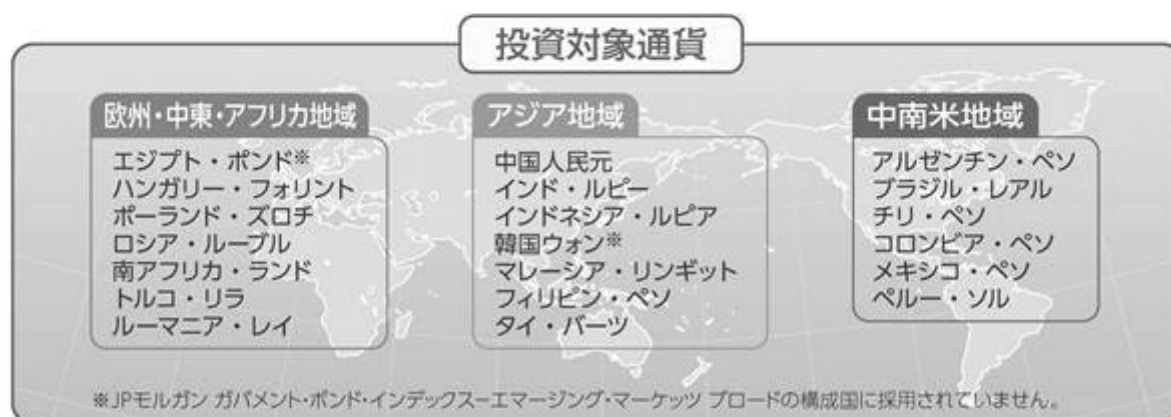 投資対象通貨
欧州・中東・アフリカ地域
エジプト・ポンド※
ハンガリー・フォリント
ポーランド・ズロチ
ロシア・ルーブル
南アフリカ・ランド
トルコ・リラ
ルーマニア・レイ
アジア地域
中国人民元
インド・ルピー
インドネシア・ルピア
韓国ウォン※
マレーシア・リンギット
フィリピン・ペソ
タイ・バーツ
中南米地域
アルゼンチン・ペソ
ブラジル・レアル
チリ・ペソ
コロンビア・ペソ
メキシコ・ペソ
ペルー・ソル
※JPモルガン ガバメント・ボンド・インデックスーエマージング・マーケッツ ブロードの構成国に採用されていません。